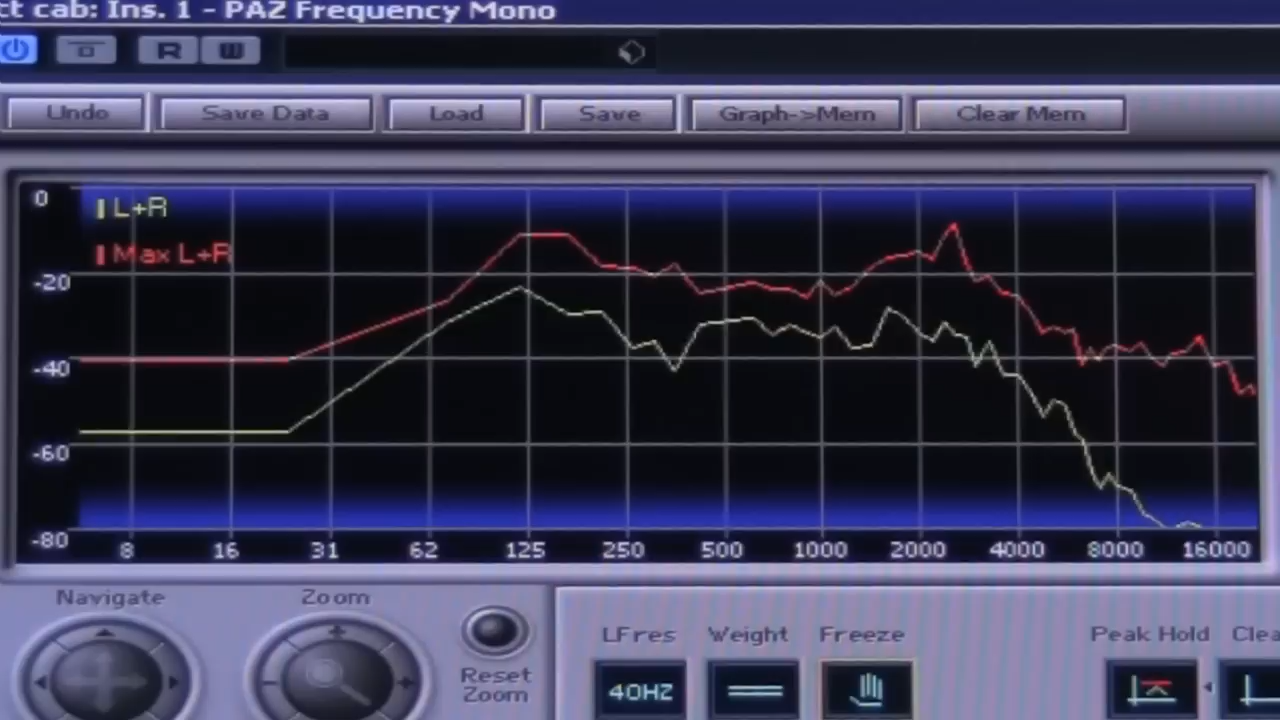 ct cab: Ins. 1 - PAZ Frequency Mono
R W
Undo Save Data Load Save Graph->Mem Clear Mem
0
L+R
Max L+R
-20
-40
-60
-80
8 16 31 62 125 250 500 1000 2000 4000 8000 16000
Navigate Zoom
Reset
Zoom
LFres Weight Freeze Peak Hold Clea
40HZ